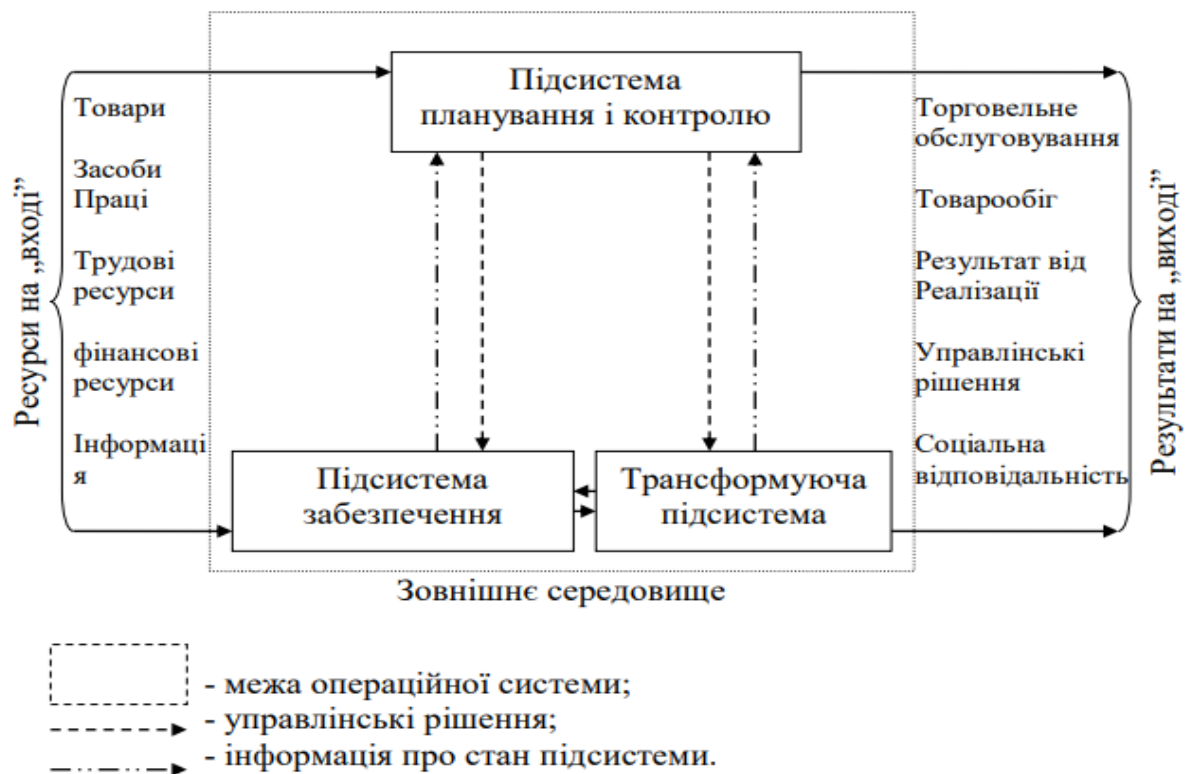 Ресурси на „вході”
Товари
Засоби
Праці
Трудові
ресурси
фінансові
ресурси
Інформаці
я
Підсистема
планування і контролю
Підсистема
забезпечення
Трансформуюча
підсистема
Торговельне
обслуговування
Товарообіг
Результат від
Реалізації
Управлінські
рішення
Соціальна
відповідальність
Результати на „виході”
Зовнішнє середовище
- межа операційної системи;
- управлінські рішення;
- інформація про стан підсистеми.